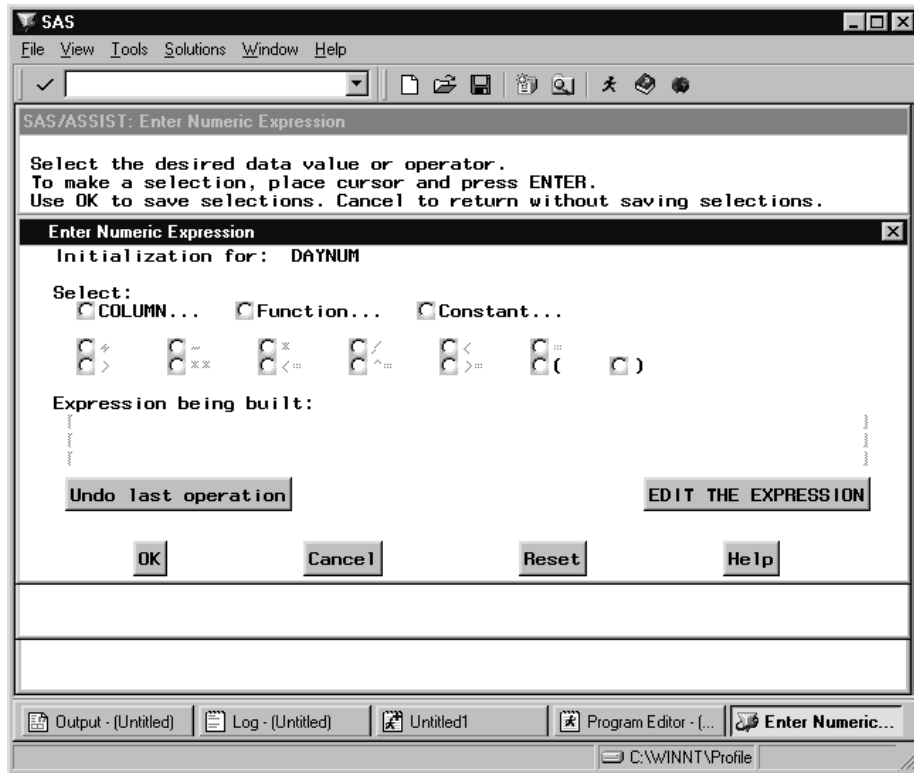 SAS
File View Tools Solutions Window Help
SAS/ASSIST: Enter Numeric Expression
Select the desired data value or operator.
To make a selection, place cursor and press ENTER.
Use OK to save selections. Cancel to return without saving selections.
Enter Numeric Expression
Initialization for: DAYNUM
Select:
COLUMN... Function... Constant...
+ - * / < =
> ** <= ^= >= ( )
Expression being built:
Undo last operation EDIT THE EXPRESSION
OK Cancel Reset Help
Output - (Untitled) Log - (Untitled) Untitled1 Program Editor - (... Enter Numeric...
C:\WINNT\Profile